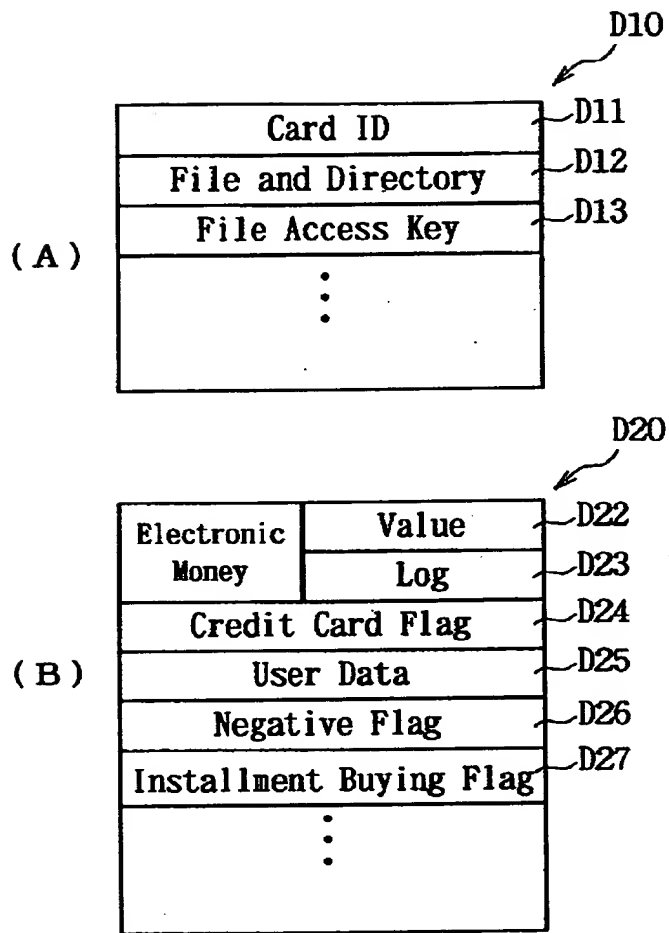 D10
Card ID D11
File and Directory D12
File Access Key D13
(A)
D20
Electronic Money
Value D22
Log D23
Credit Card Flag D24
(B)
User Data D25
Negative Flag D26
Installment Buying Flag D27